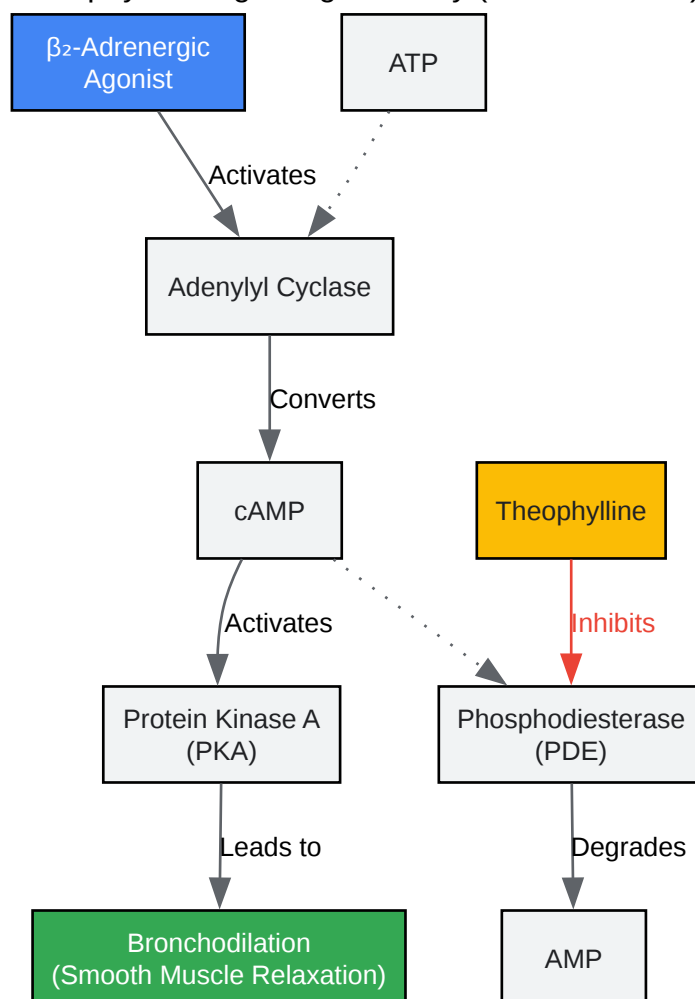 β₂-Adrenergic
Agonist
ATP
Activates
Adenylyl Cyclase
Converts
cAMP
Theophylline
Activates
Inhibits
Protein Kinase A
(PKA)
Phosphodiesterase
(PDE)
Leads to
Degrades
Bronchodilation
(Smooth Muscle Relaxation)
AMP